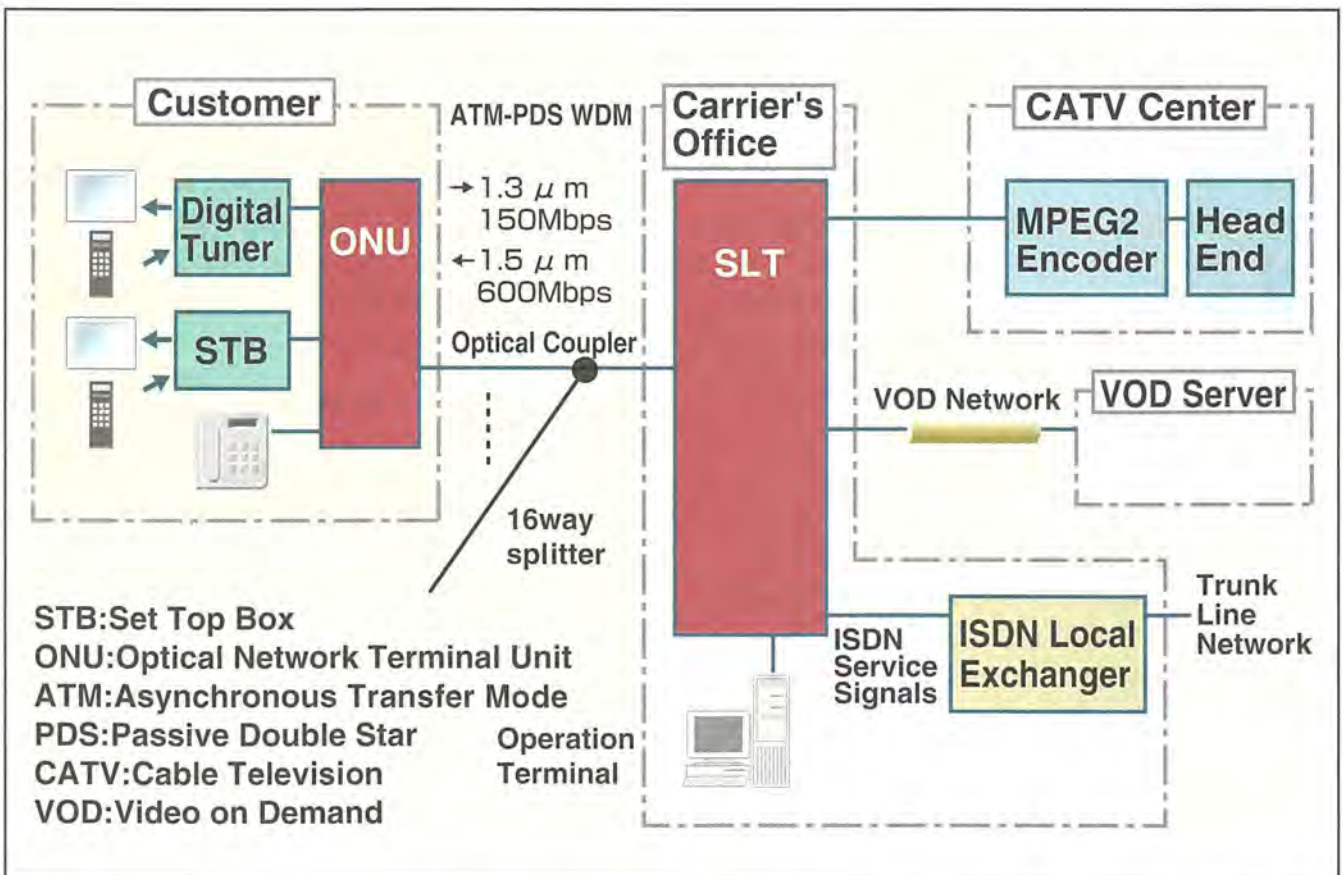 Customer
Digital
Tuner
STB
ONU
ATM-PDS WDM
→1.3 μm
150Mbps
←1.5 μm
600Mbps
Optical Coupler
16way
splitter
Carrier's
Office
SLT
CATV Center
MPEG2
Encoder
Head
End
VOD Network
VOD Server
ISDN
Service
Signals
ISDN Local
Exchanger
Trunk
Line
Network
Operation
Terminal
STB:Set Top Box
ONU:Optical Network Terminal Unit
ATM:Asynchronous Transfer Mode
PDS:Passive Double Star
CATV:Cable Television
VOD:Video on Demand